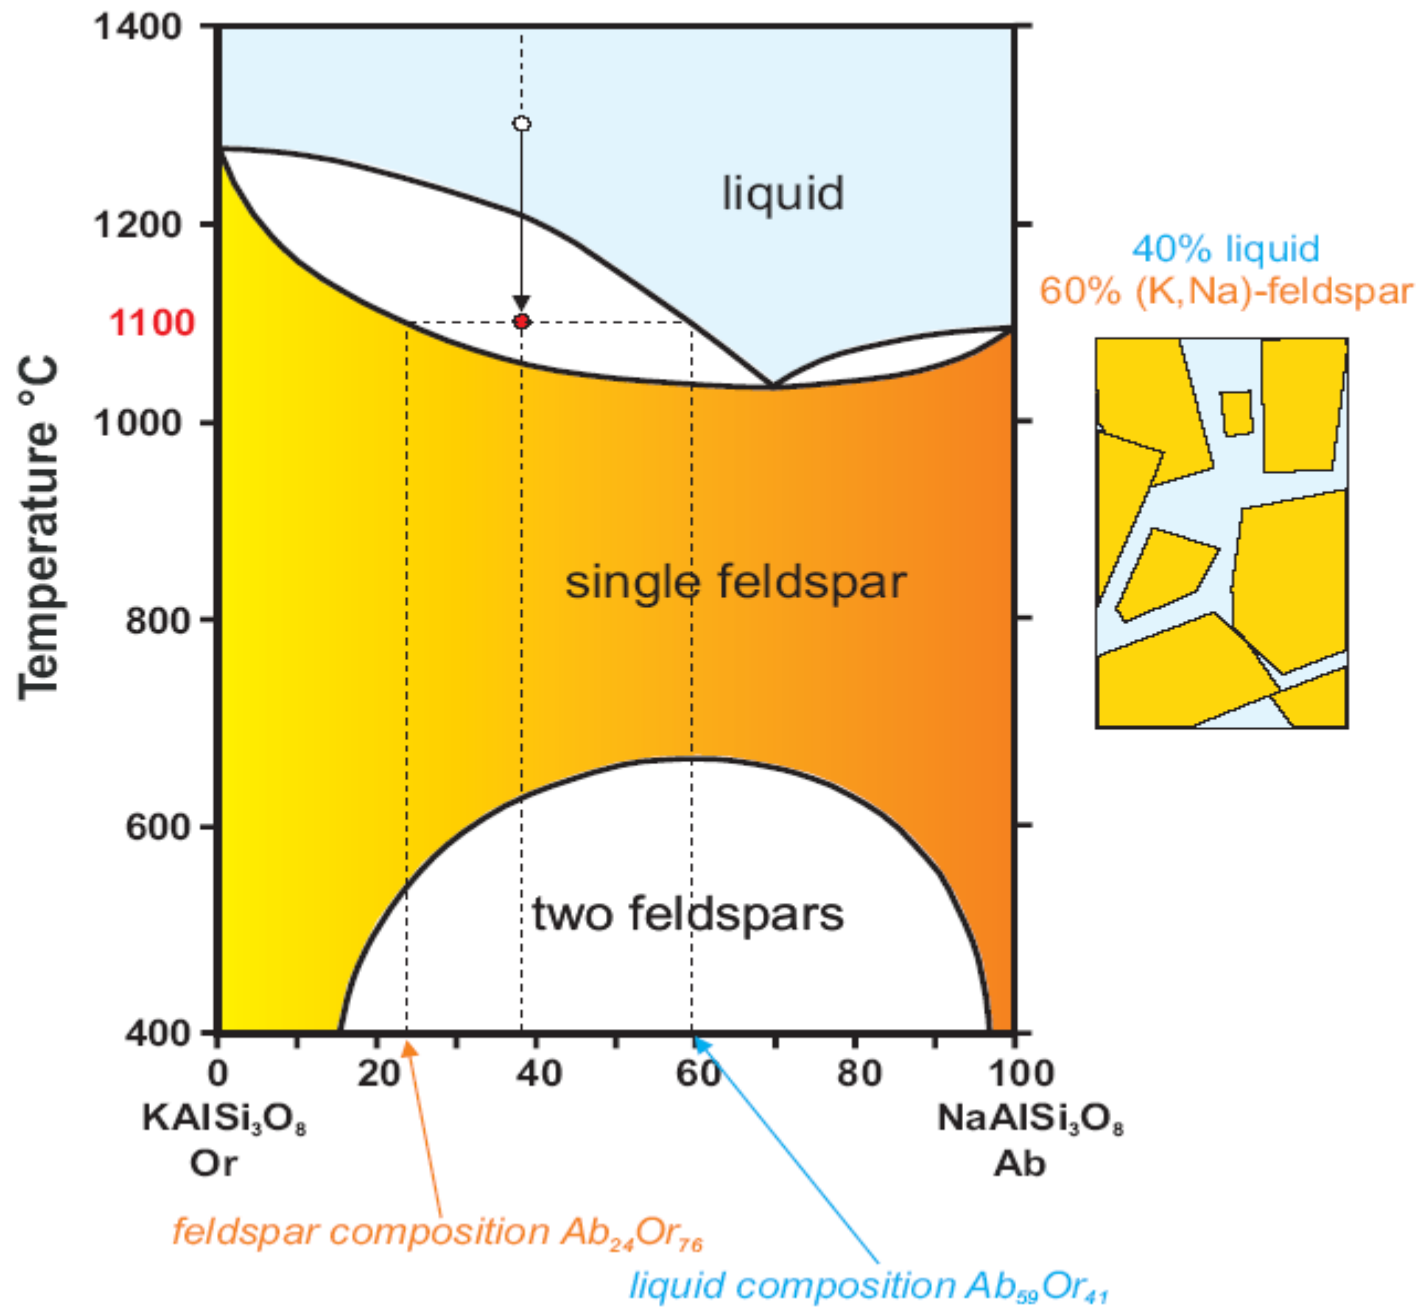 1400
1200
1100
1000
800
600
400
Temperature °C
liquid
single feldspar
two feldspars
40% liquid
60% (K,Na)-feldspar
0 20 40 60 80 100
KAlSi₃O₈ NaAlSi₃O₈
Or Ab
feldspar composition Ab₂₄Or₇₆
liquid composition Ab₅₉Or₄₁